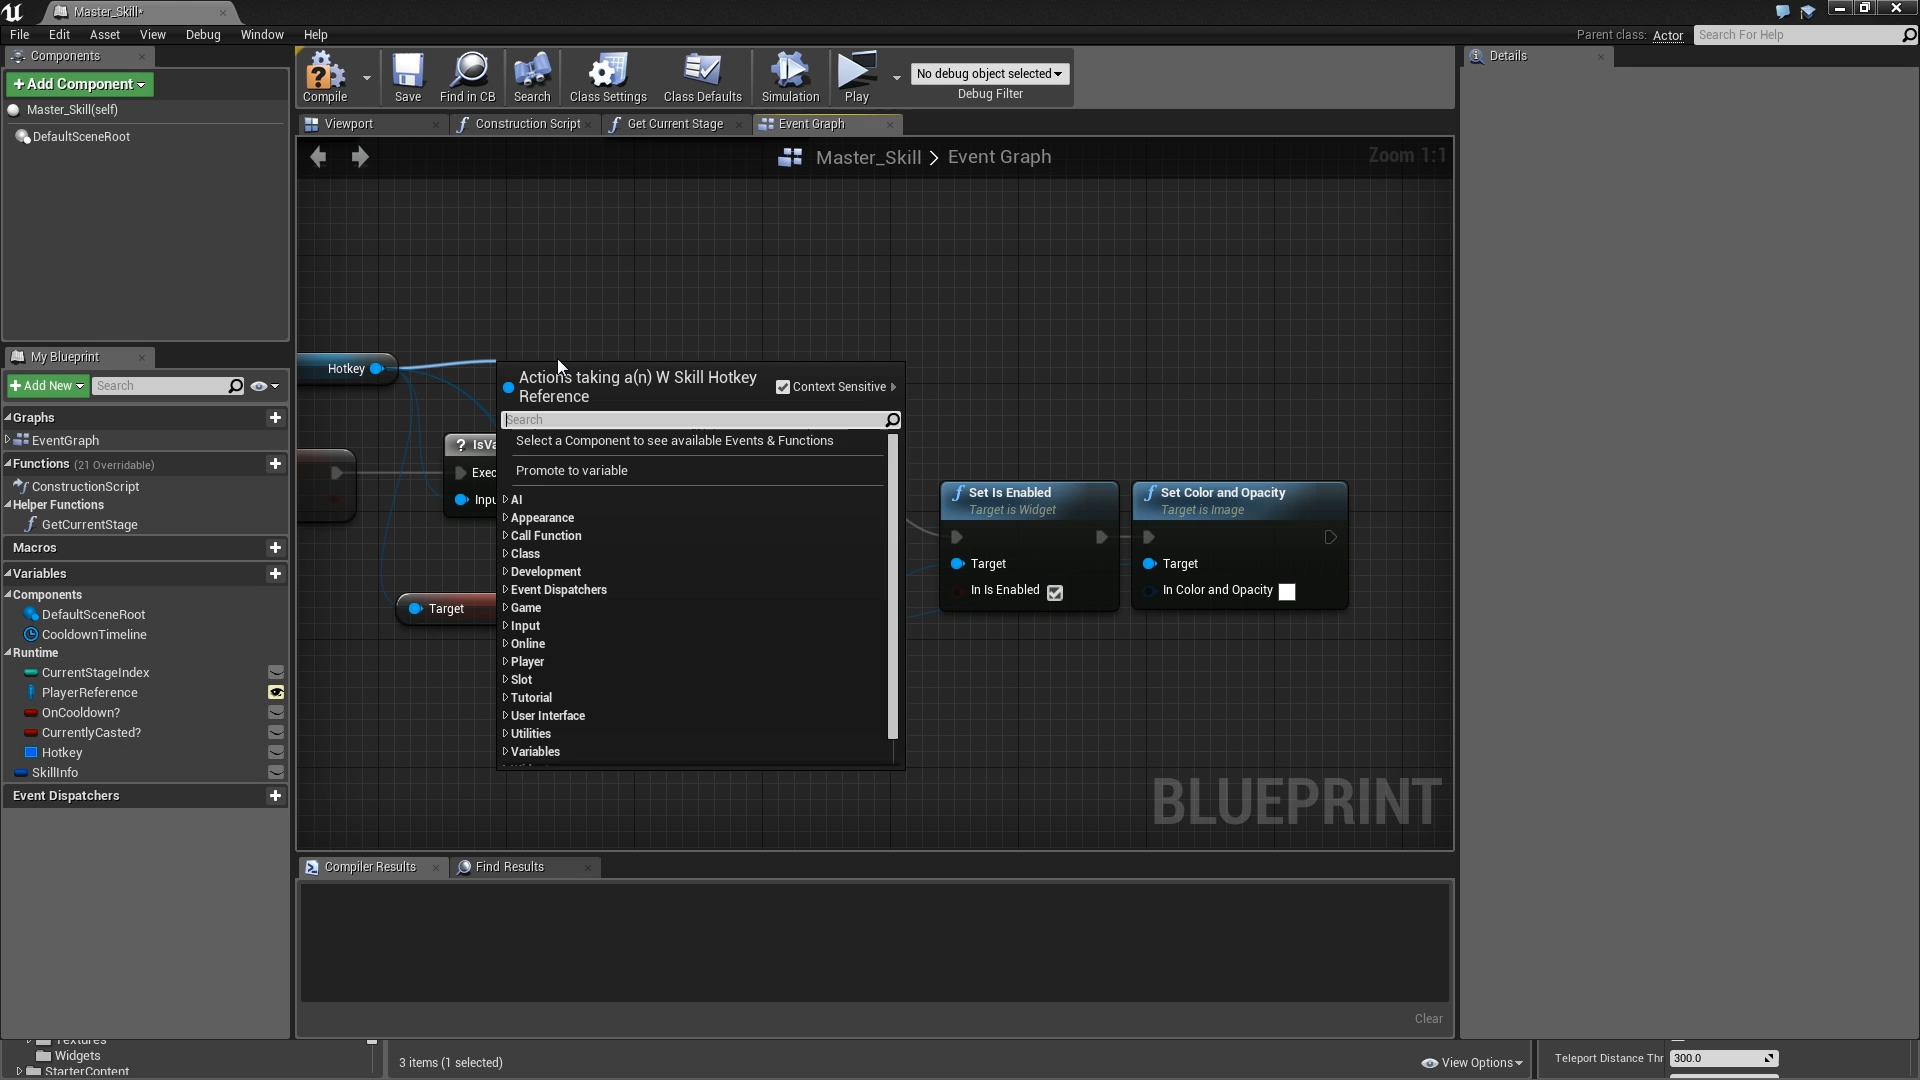 Master_Skill*
File Edit Asset View Debug Window Help
Parent class: Actor
Search For Help
Components
+Add Component
Master_Skill(self)
DefaultSceneRoot
Compile
Save
Find in CB
Search
Class Settings
Class Defaults
Simulation
Play
No debug object selected
Debug Filter
Details
Viewport
Construction Script
Get Current Stage
Event Graph
Master_Skill > Event Graph
Zoom 1:1
My Blueprint
+Add New
Search
Graphs
EventGraph
Functions (21 Overridable)
ConstructionScript
Helper Functions
GetCurrentStage
Macros
Variables
Components
DefaultSceneRoot
CooldownTimeline
Runtime
CurrentStageIndex
PlayerReference
OnCooldown?
CurrentlyCasted?
Hotkey
SkillInfo
Event Dispatchers
Hotkey
? IsVa
Exec
Inpu
Target
Actions taking a(n) W Skill Hotkey
Reference
Context Sensitive
Search
Select a Component to see available Events & Functions
Promote to variable
AI
Appearance
Call Function
Class
Development
Event Dispatchers
Game
Input
Online
Player
Slot
Tutorial
User Interface
Utilities
Variables
Set Is Enabled
Target is Widget
Target
In Is Enabled
Set Color and Opacity
Target is Image
Target
In Color and Opacity
BLUEPRINT
Compiler Results
Find Results
Clear
Textures
Widgets
StarterContent
3 items (1 selected)
View Options
Teleport Distance Thr
300.0